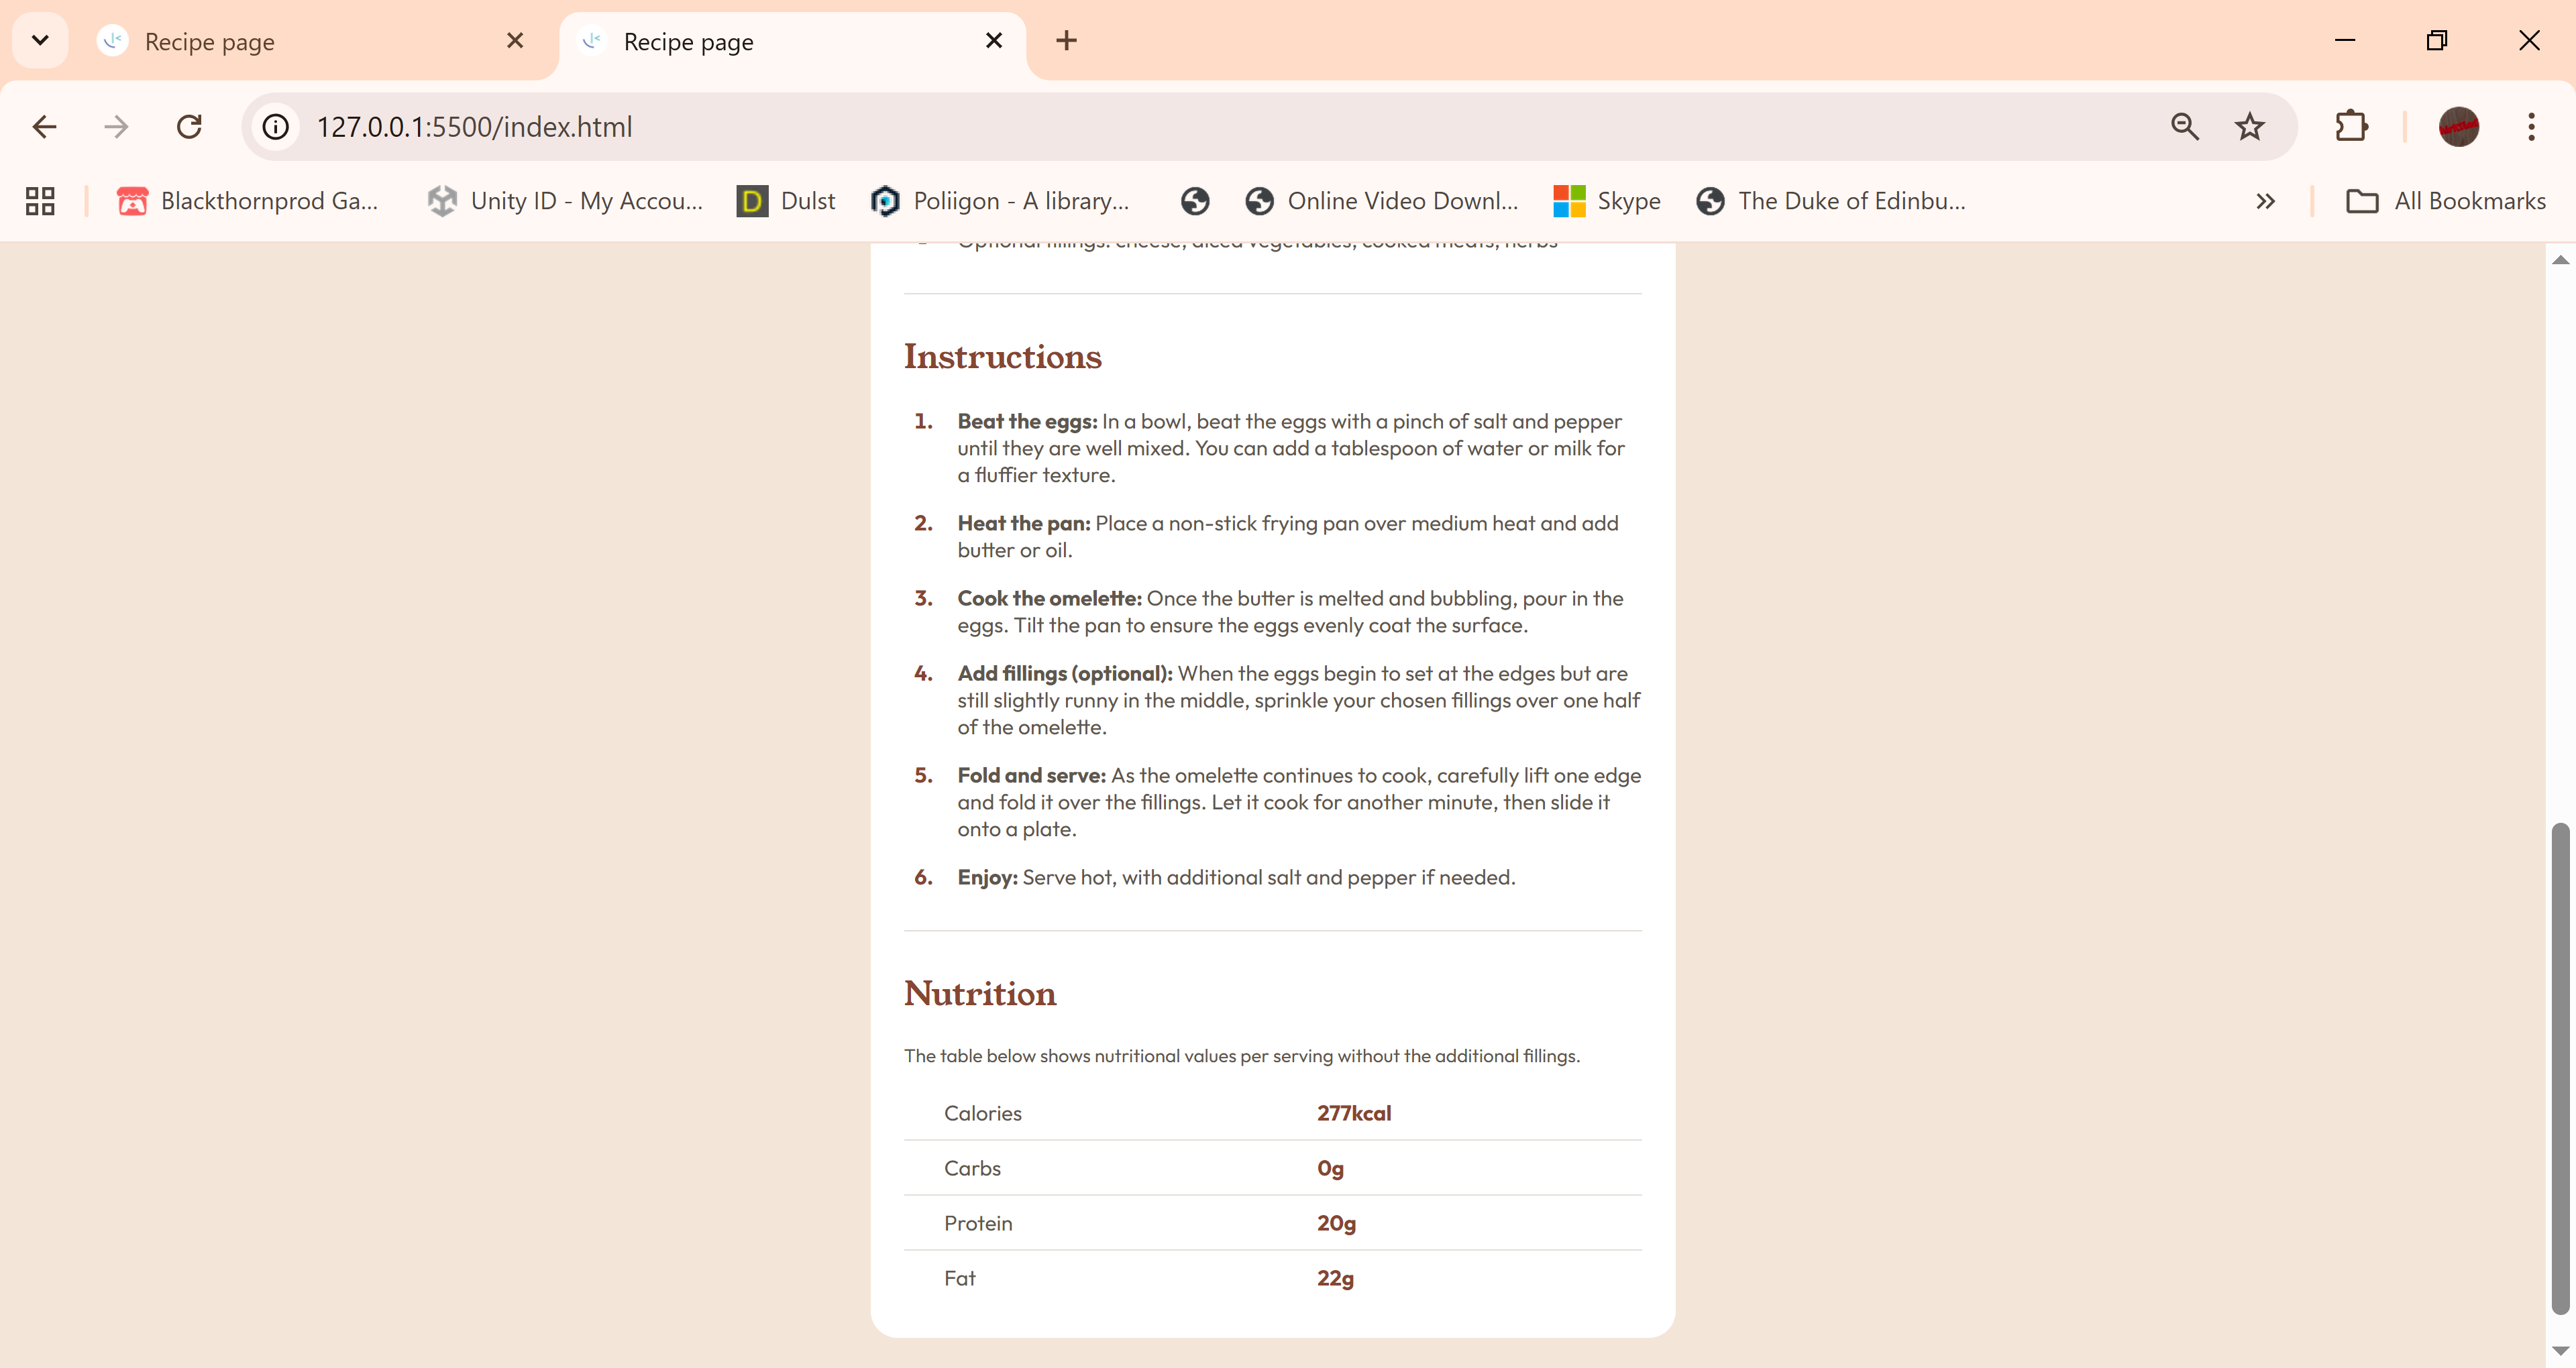 Recipe page
Recipe page
127.0.0.1:5500/index.html
Blackthornprod Ga...
Unity ID - My Accou...
Dulst
Poliigon - A library...
Online Video Downl...
Skype
The Duke of Edinbu...
All Bookmarks
Optional fillings: cheese, diced vegetables, cooked meats, herbs
Instructions
1. Beat the eggs: In a bowl, beat the eggs with a pinch of salt and pepper
until they are well mixed. You can add a tablespoon of water or milk for
a fluffier texture.
2. Heat the pan: Place a non-stick frying pan over medium heat and add
butter or oil.
3. Cook the omelette: Once the butter is melted and bubbling, pour in the
eggs. Tilt the pan to ensure the eggs evenly coat the surface.
4. Add fillings (optional): When the eggs begin to set at the edges but are
still slightly runny in the middle, sprinkle your chosen fillings over one half
of the omelette.
5. Fold and serve: As the omelette continues to cook, carefully lift one edge
and fold it over the fillings. Let it cook for another minute, then slide it
onto a plate.
6. Enjoy: Serve hot, with additional salt and pepper if needed.
Nutrition
The table below shows nutritional values per serving without the additional fillings.
Calories 277kcal
Carbs 0g
Protein 20g
Fat 22g